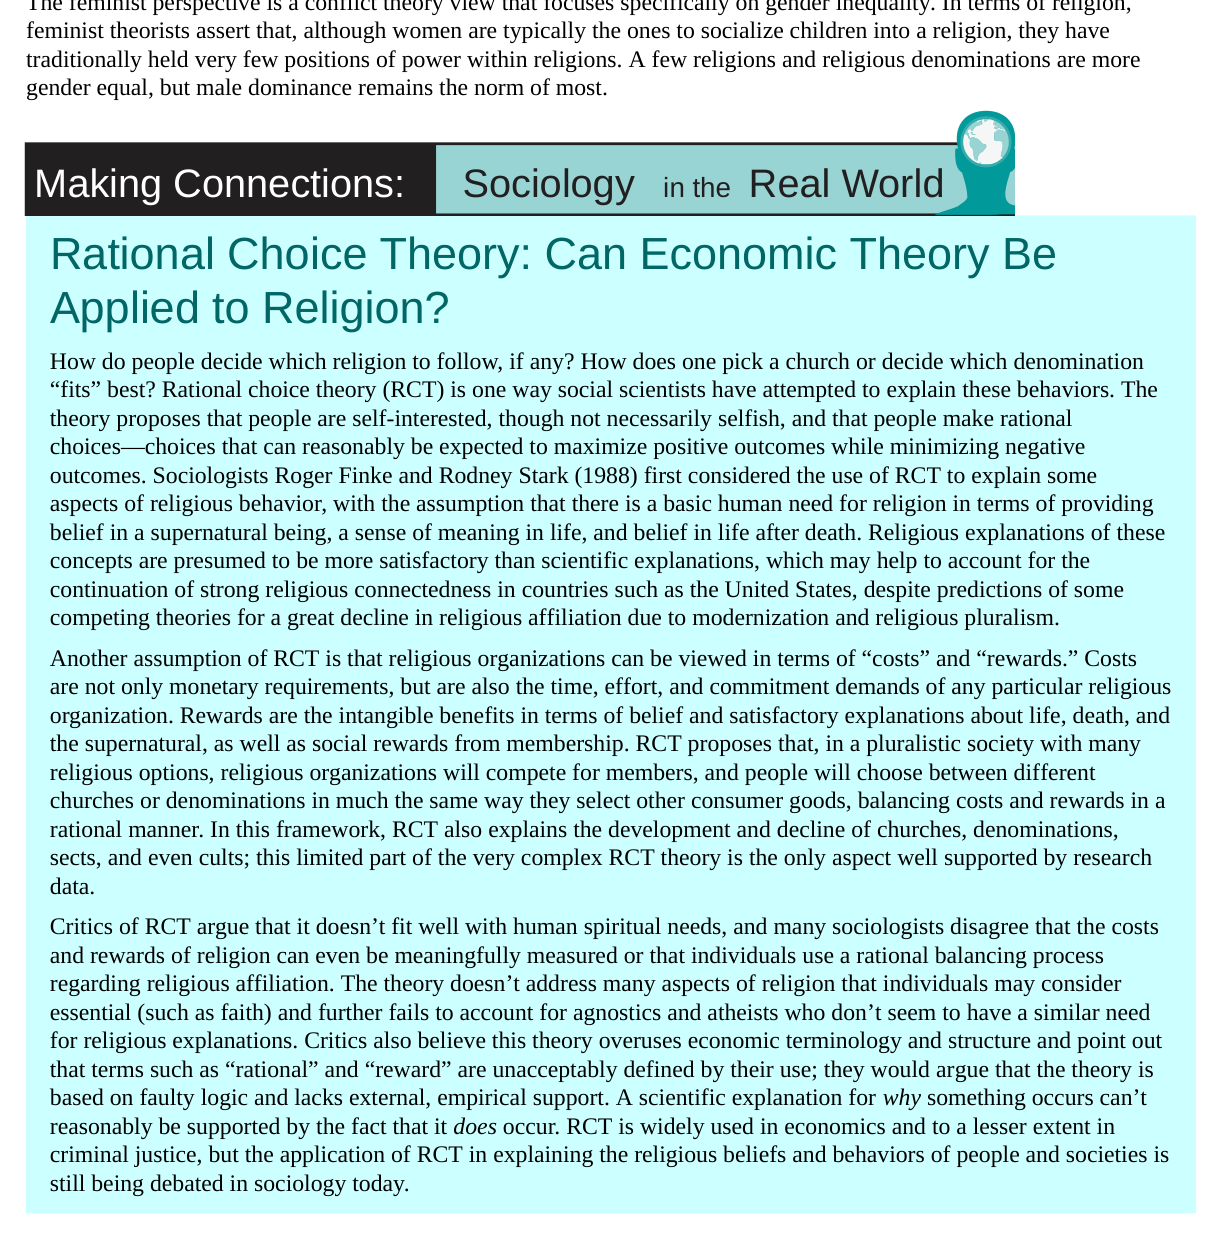 The feminist perspective is a conflict theory view that focuses specifically on gender inequality. In terms of religion,
feminist theorists assert that, although women are typically the ones to socialize children into a religion, they have
traditionally held very few positions of power within religions. A few religions and religious denominations are more
gender equal, but male dominance remains the norm of most.
Making Connections: Sociology in the Real World
Rational Choice Theory: Can Economic Theory Be
Applied to Religion?
How do people decide which religion to follow, if any? How does one pick a church or decide which denomination
“fits” best? Rational choice theory (RCT) is one way social scientists have attempted to explain these behaviors. The
theory proposes that people are self-interested, though not necessarily selfish, and that people make rational
choices—choices that can reasonably be expected to maximize positive outcomes while minimizing negative
outcomes. Sociologists Roger Finke and Rodney Stark (1988) first considered the use of RCT to explain some
aspects of religious behavior, with the assumption that there is a basic human need for religion in terms of providing
belief in a supernatural being, a sense of meaning in life, and belief in life after death. Religious explanations of these
concepts are presumed to be more satisfactory than scientific explanations, which may help to account for the
continuation of strong religious connectedness in countries such as the United States, despite predictions of some
competing theories for a great decline in religious affiliation due to modernization and religious pluralism.
Another assumption of RCT is that religious organizations can be viewed in terms of “costs” and “rewards.” Costs
are not only monetary requirements, but are also the time, effort, and commitment demands of any particular religious
organization. Rewards are the intangible benefits in terms of belief and satisfactory explanations about life, death, and
the supernatural, as well as social rewards from membership. RCT proposes that, in a pluralistic society with many
religious options, religious organizations will compete for members, and people will choose between different
churches or denominations in much the same way they select other consumer goods, balancing costs and rewards in a
rational manner. In this framework, RCT also explains the development and decline of churches, denominations,
sects, and even cults; this limited part of the very complex RCT theory is the only aspect well supported by research
data.
Critics of RCT argue that it doesn’t fit well with human spiritual needs, and many sociologists disagree that the costs
and rewards of religion can even be meaningfully measured or that individuals use a rational balancing process
regarding religious affiliation. The theory doesn’t address many aspects of religion that individuals may consider
essential (such as faith) and further fails to account for agnostics and atheists who don’t seem to have a similar need
for religious explanations. Critics also believe this theory overuses economic terminology and structure and point out
that terms such as “rational” and “reward” are unacceptably defined by their use; they would argue that the theory is
based on faulty logic and lacks external, empirical support. A scientific explanation for why something occurs can’t
reasonably be supported by the fact that it does occur. RCT is widely used in economics and to a lesser extent in
criminal justice, but the application of RCT in explaining the religious beliefs and behaviors of people and societies is
still being debated in sociology today.